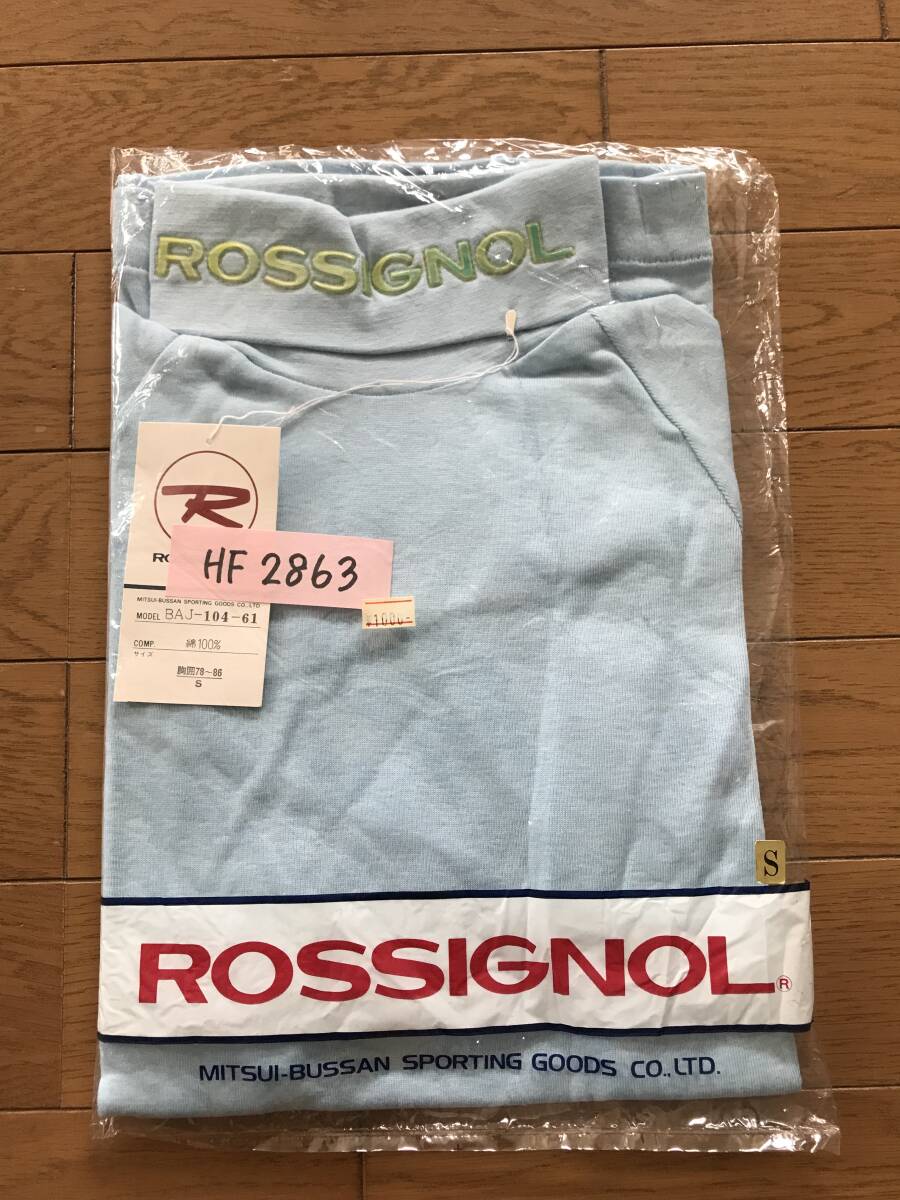 ROSSIGNOL
R
HF 2863
MITSUI-BUSSAN SPORTING GOODS CO., LTD.
MODEL BAJ-104-61
¥1000-
COMP. 綿100%
サイズ
胸囲78~86
S
S
ROSSIGNOL®
MITSUI-BUSSAN SPORTING GOODS CO., LTD.